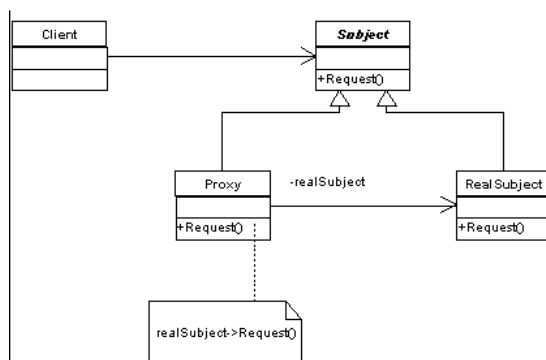 Client
Subject
+Request()
Proxy
-realSubject
RealSubject
+Request()
+Request()
realSubject->Request()